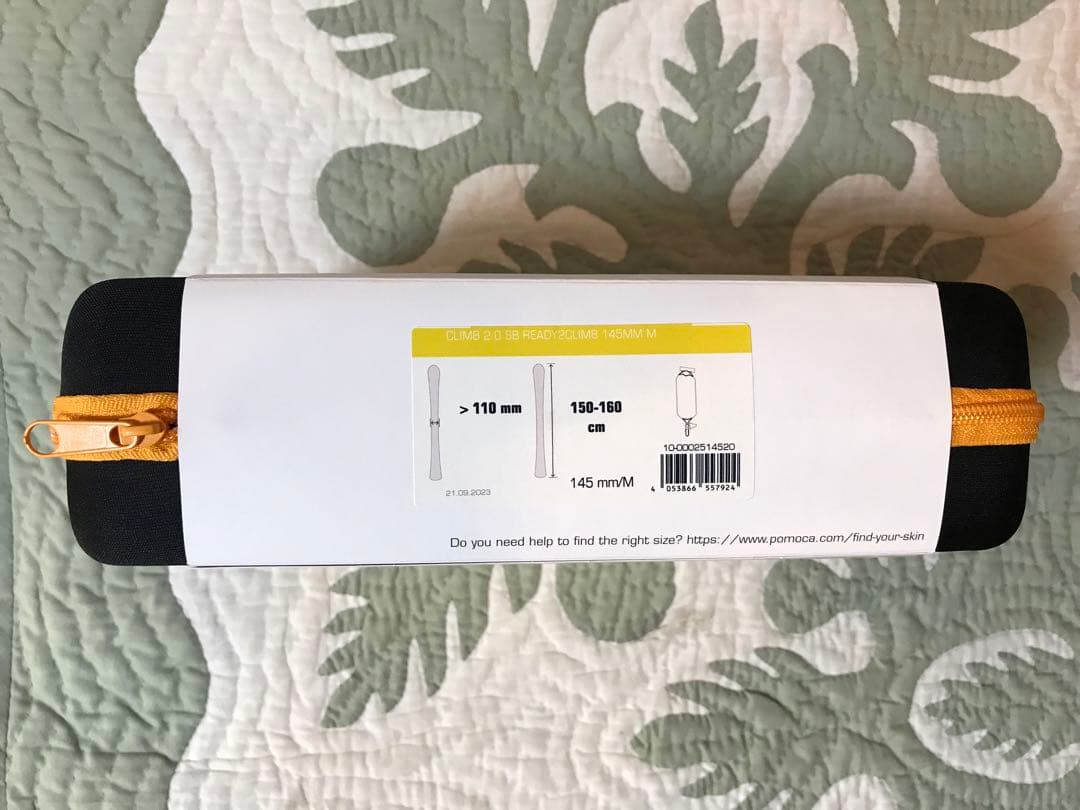 CLIMB 2.0 SB READY2CLIMB 145MM M
> 110 mm
150-160
cm
145 mm/M
10-0002514520
4 053866 557924
21.09.2023
Do you need help to find the right size? https://www.pomoca.com/find-your-skin